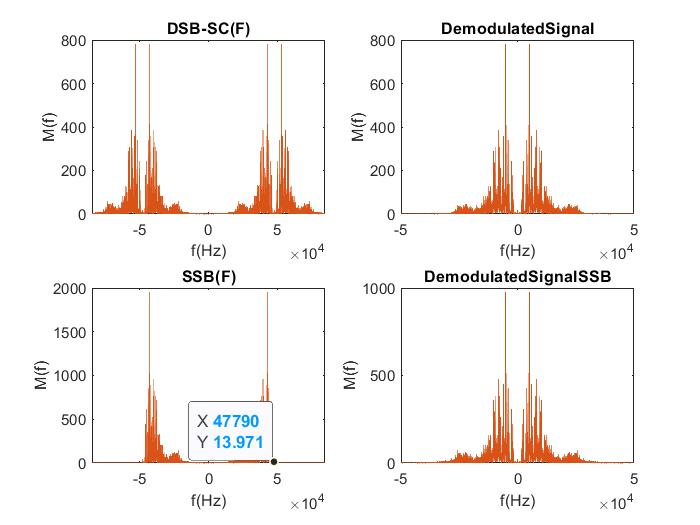 DSB-SC(F)
800
600
400
200
0
M(f)
-5
0
5
f(Hz)
×10^4
DemodulatedSignal
800
600
400
200
0
M(f)
-5
0
5
f(Hz)
×10^4
SSB(F)
2000
1500
1000
500
0
M(f)
X 47790
Y 13.971
-5
0
5
f(Hz)
×10^4
DemodulatedSignalSSB
1000
500
0
M(f)
-5
0
5
f(Hz)
×10^4